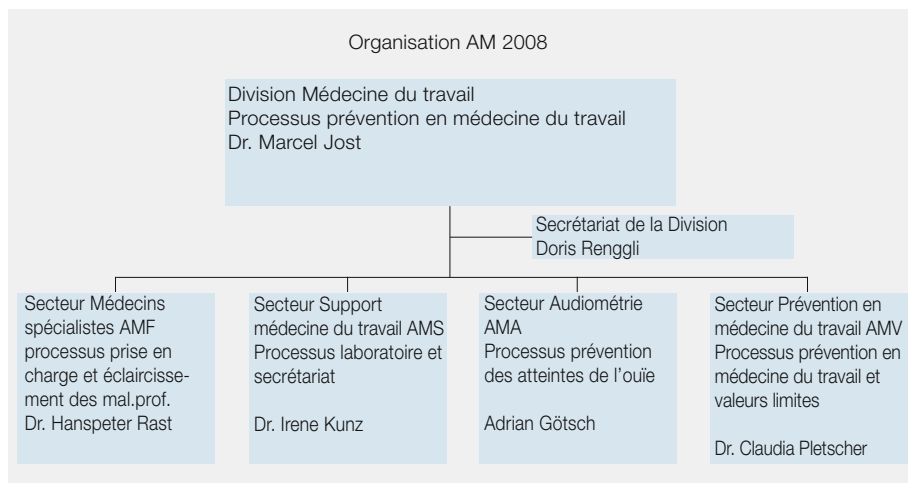 Organisation AM 2008
Division Médecine du travail
Processus prévention en médecine du travail
Dr. Marcel Jost
Secrétariat de la Division
Doris Renggli
Secteur Médecins
spécialistes AMF
processus prise en
charge et éclaircisse-
ment des mal.prof.
Dr. Hanspeter Rast
Secteur Support
médecine du travail AMS
Processus laboratoire et
secrétariat
Dr. Irene Kunz
Secteur Audiométrie
AMA
Processus prévention
des atteintes de l’ouïe
Adrian Götsch
Secteur Prévention en
médecine du travail AMV
Processus prévention en
médecine du travail et
valeurs limites
Dr. Claudia Pletscher